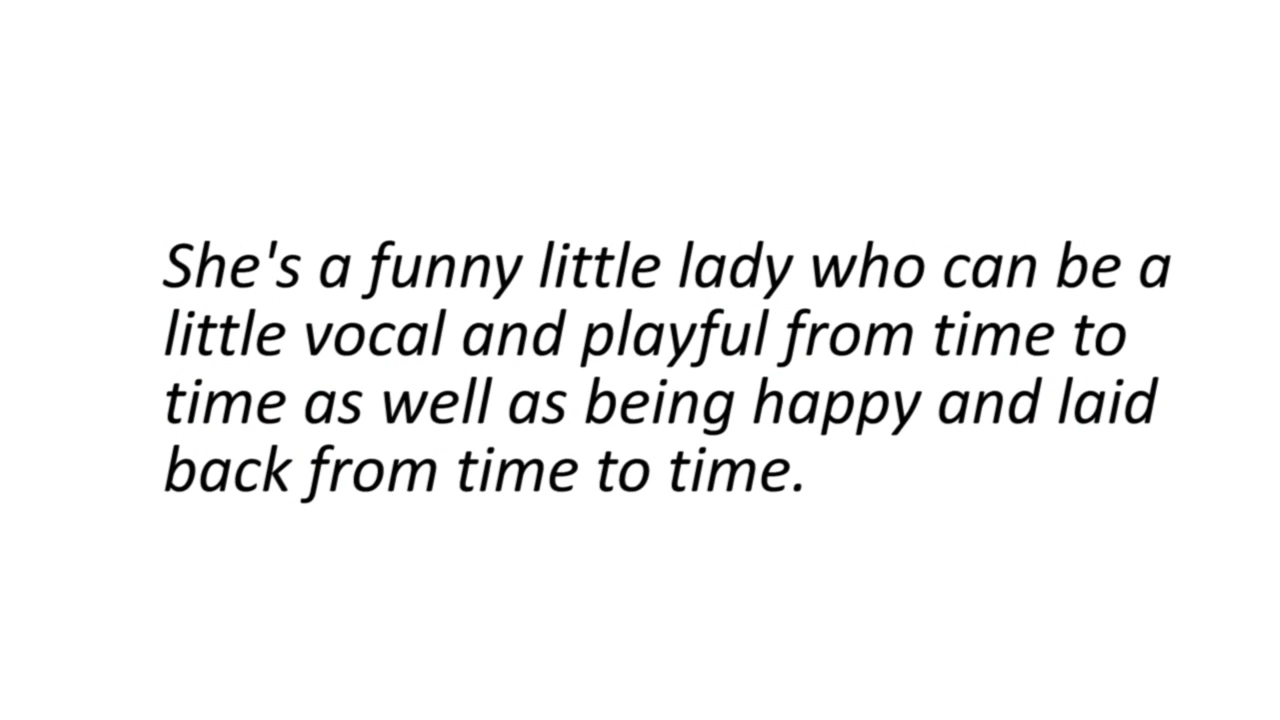 She's a funny little lady who can be a
little vocal and playful from time to
time as well as being happy and laid
back from time to time.